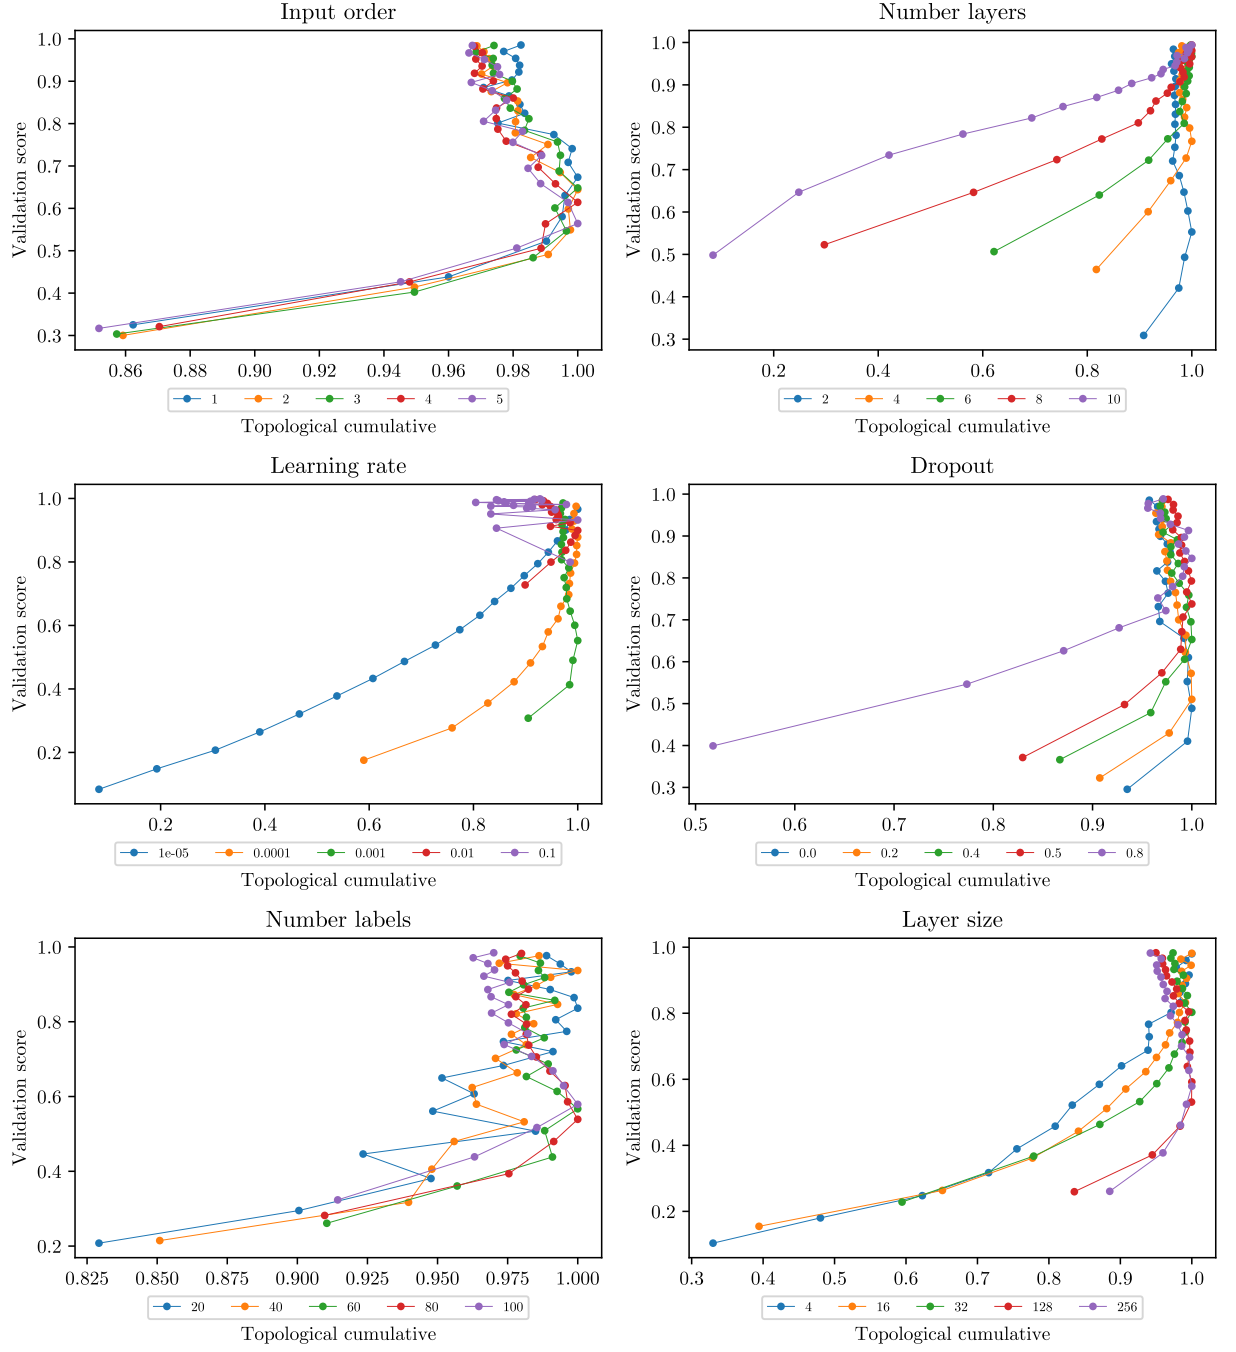 Input order
Number layers
Validation score
1.0
0.9
0.8
0.7
0.6
0.5
0.4
0.3
0.86 0.88 0.90 0.92 0.94 0.96 0.98 1.00
1 2 3 4 5
Topological cumulative
Validation score
1.0
0.9
0.8
0.7
0.6
0.5
0.4
0.3
0.2 0.4 0.6 0.8 1.0
2 4 6 8 10
Topological cumulative
Learning rate
Dropout
Validation score
1.0
0.8
0.6
0.4
0.2
0.2 0.4 0.6 0.8 1.0
1e-05 0.0001 0.001 0.01 0.1
Topological cumulative
Validation score
1.0
0.9
0.8
0.7
0.6
0.5
0.4
0.3
0.5 0.6 0.7 0.8 0.9 1.0
0.0 0.2 0.4 0.5 0.8
Topological cumulative
Number labels
Layer size
Validation score
1.0
0.8
0.6
0.4
0.2
0.825 0.850 0.875 0.900 0.925 0.950 0.975 1.000
20 40 60 80 100
Topological cumulative
Validation score
1.0
0.8
0.6
0.4
0.2
0.3 0.4 0.5 0.6 0.7 0.8 0.9 1.0
4 16 32 128 256
Topological cumulative